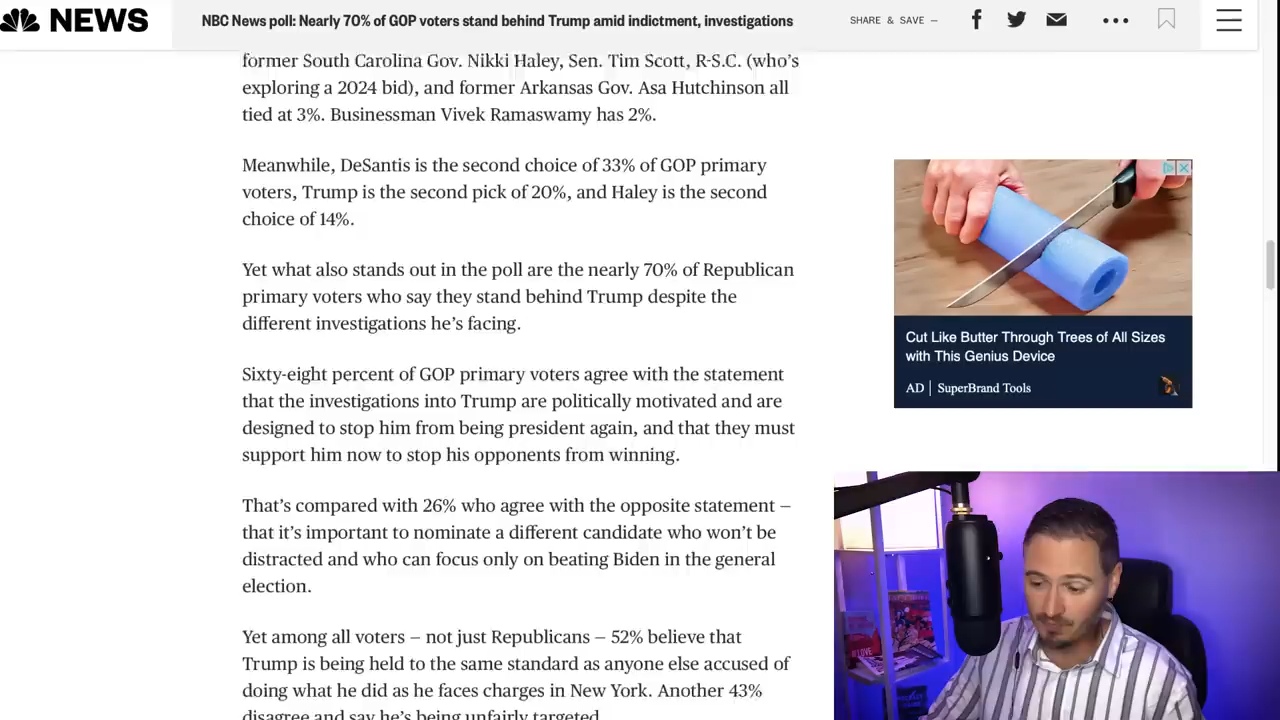 NEWS
NBC News poll: Nearly 70% of GOP voters stand behind Trump amid indictment, investigations
SHARE & SAVE —
former South Carolina Gov. Nikki Haley, Sen. Tim Scott, R-S.C. (who's
exploring a 2024 bid), and former Arkansas Gov. Asa Hutchinson all
tied at 3%. Businessman Vivek Ramaswamy has 2%.
Meanwhile, DeSantis is the second choice of 33% of GOP primary
voters, Trump is the second pick of 20%, and Haley is the second
choice of 14%.
Yet what also stands out in the poll are the nearly 70% of Republican
primary voters who say they stand behind Trump despite the
different investigations he's facing.
Sixty-eight percent of GOP primary voters agree with the statement
that the investigations into Trump are politically motivated and are
designed to stop him from being president again, and that they must
support him now to stop his opponents from winning.
That's compared with 26% who agree with the opposite statement —
that it's important to nominate a different candidate who won't be
distracted and who can focus only on beating Biden in the general
election.
Yet among all voters — not just Republicans — 52% believe that
Trump is being held to the same standard as anyone else accused of
doing what he did as he faces charges in New York. Another 43%
disagree and say he's being unfairly targeted.
Cut Like Butter Through Trees of All Sizes
with This Genius Device
AD | SuperBrand Tools